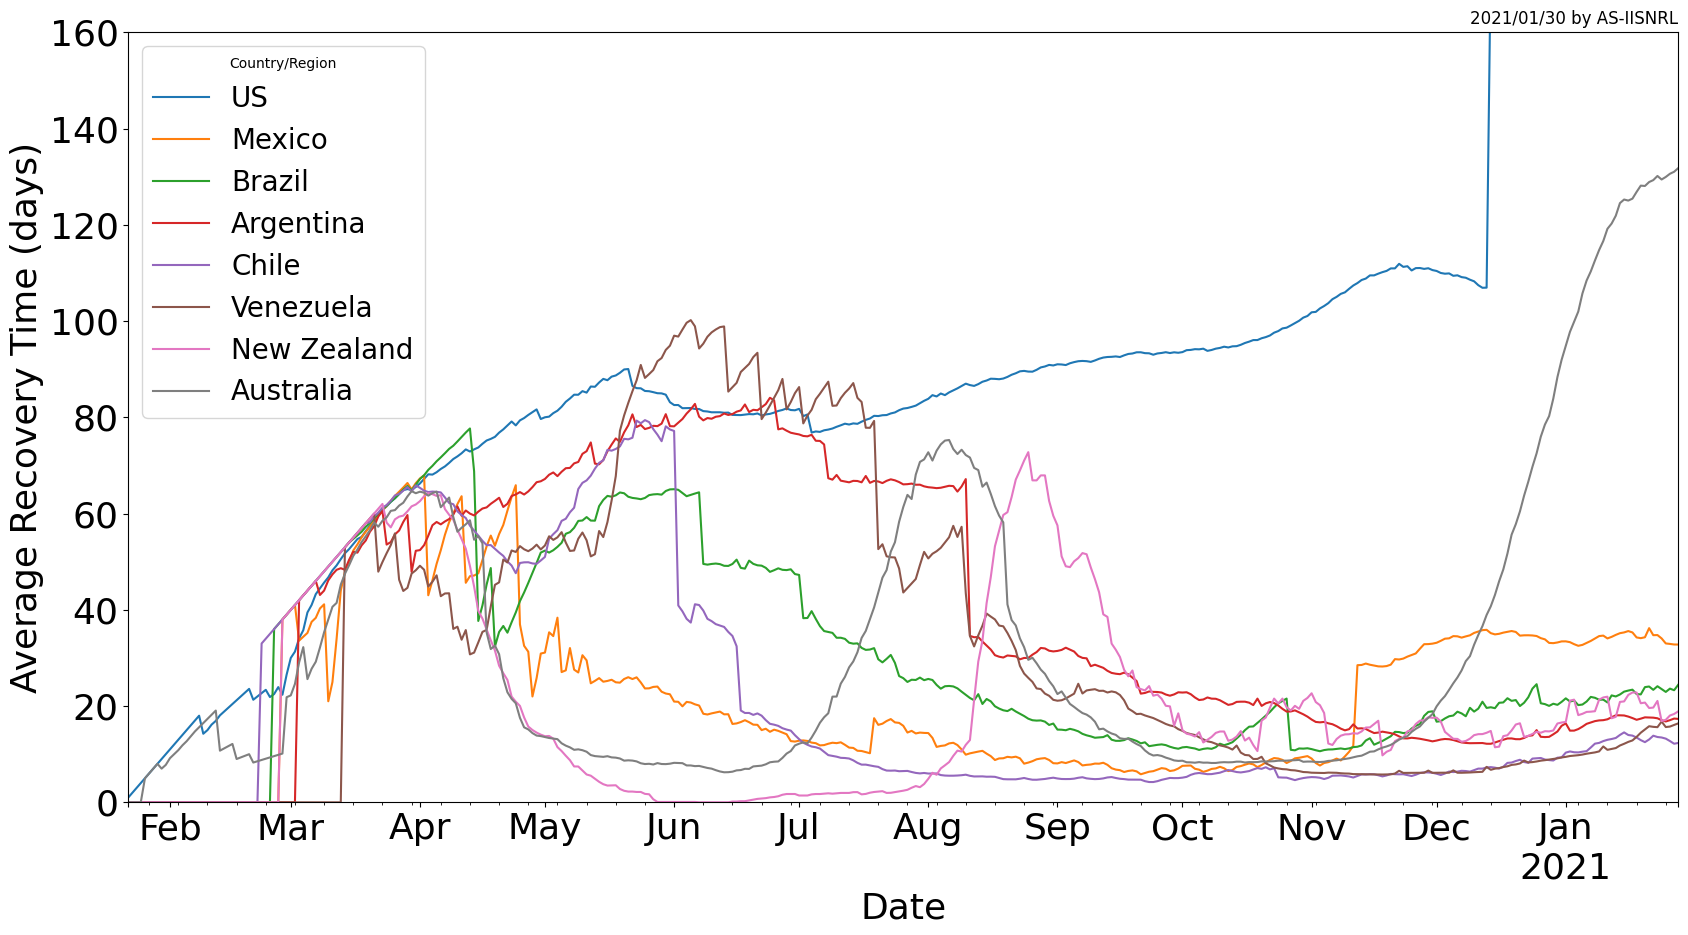 2021/01/30 by AS-IISNRL
160
140
120
100
80
60
40
20
0
Average Recovery Time (days)
Country/Region
US
Mexico
Brazil
Argentina
Chile
Venezuela
New Zealand
Australia
Feb Mar Apr May Jun Jul Aug Sep Oct Nov Dec Jan
2021
Date